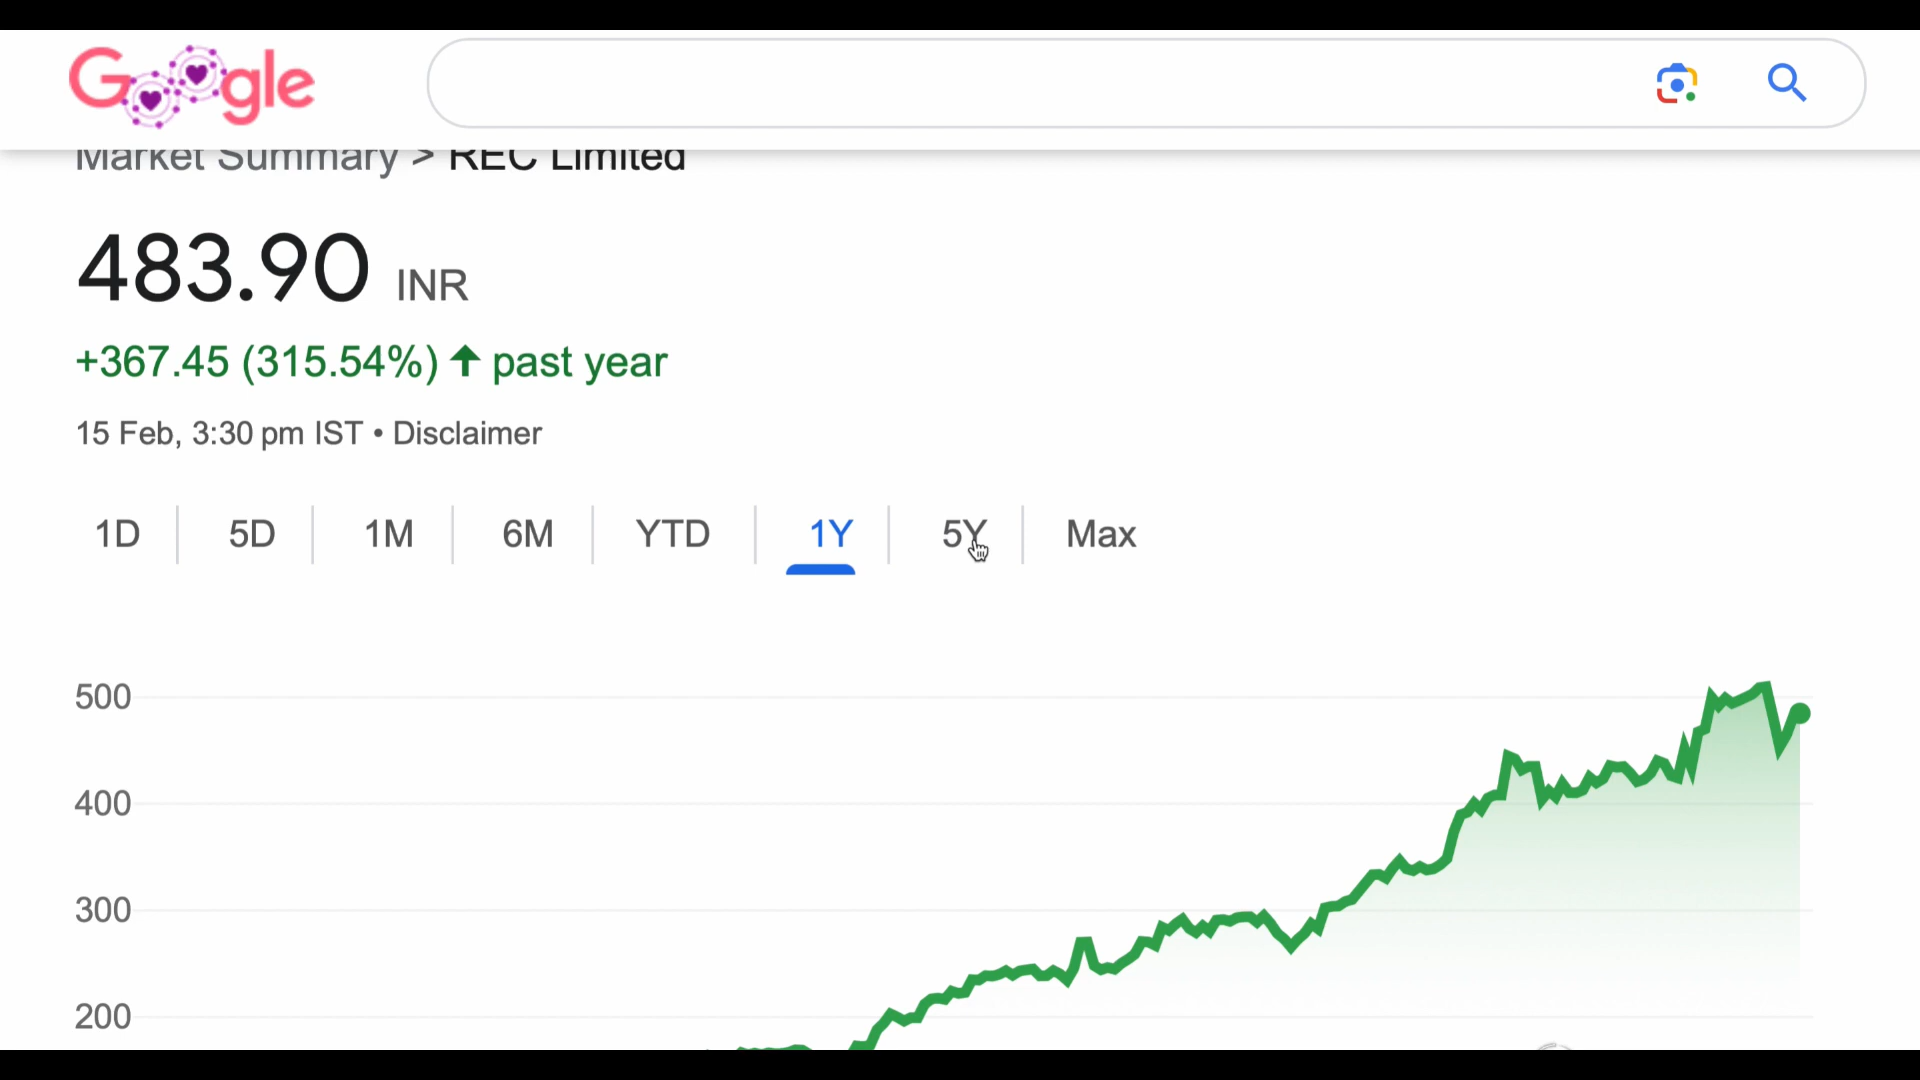 Google
Market Summary > REC Limited
483.90 INR
+367.45 (315.54%) ↑ past year
15 Feb, 3:30 pm IST • Disclaimer
1D 5D 1M 6M YTD 1Y 5Y Max
500
400
300
200